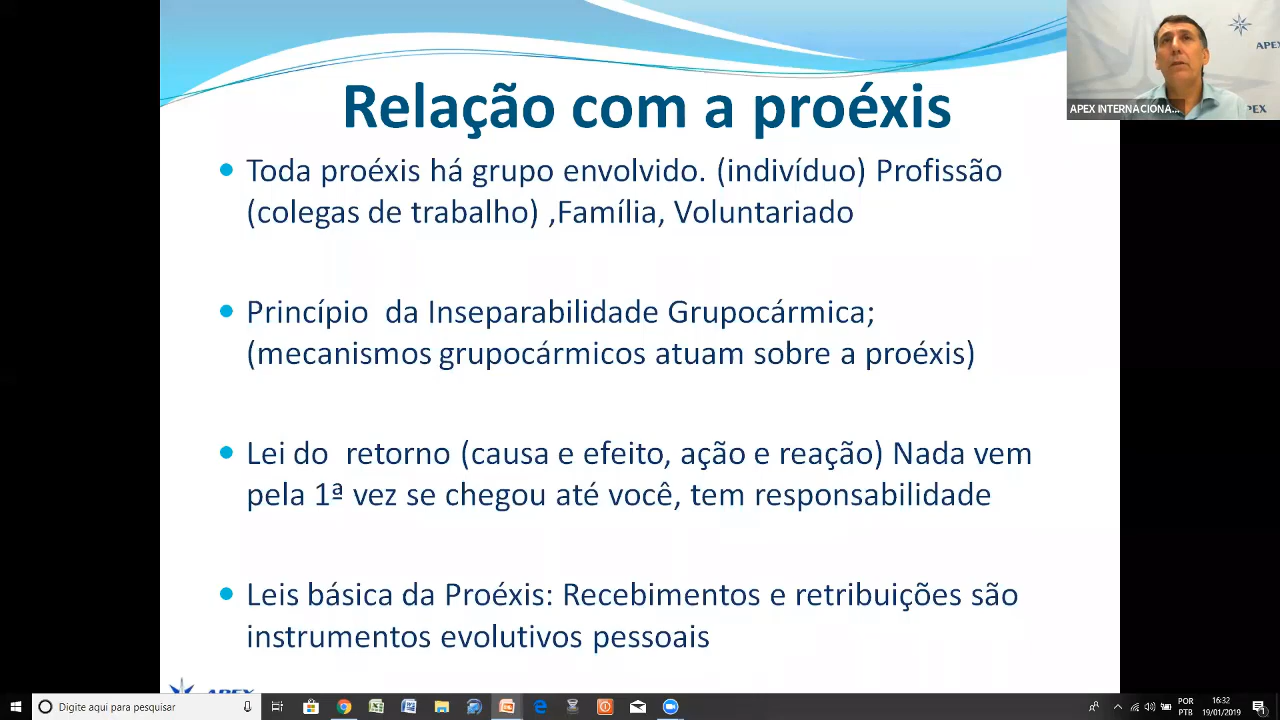 Relação com a proéxis
APEX
APEX INTERNACIONA...
PEX
Toda proéxis há grupo envolvido. (indivíduo) Profissão
(colegas de trabalho) ,Família, Voluntariado
Princípio da Inseparabilidade Grupocármica;
(mecanismos grupocármicos atuam sobre a proéxis)
Lei do retorno (causa e efeito, ação e reação) Nada vem
pela 1ª vez se chegou até você, tem responsabilidade
Leis básica da Proéxis: Recebimentos e retribuições são
instrumentos evolutivos pessoais
APEX
Digite aqui para pesquisar
POR
PTB
16:32
19/01/2019